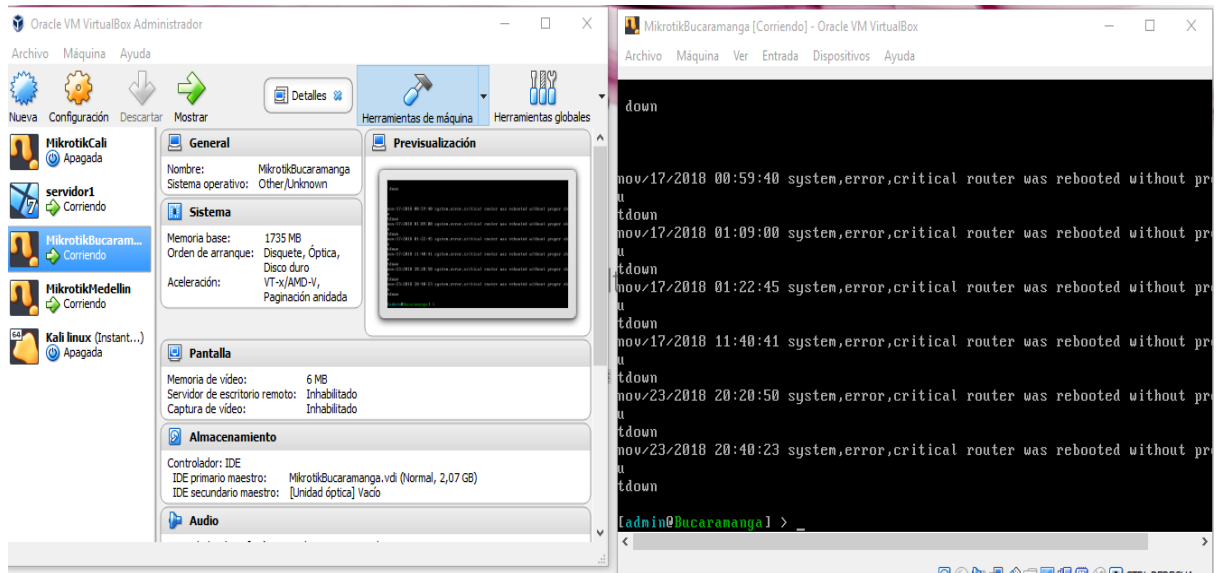 Oracle VM VirtualBox Administrador
Archivo Máquina Ayuda
Nueva Configuración Descartar Mostrar
Detalles
Herramientas de máquina
Herramientas globales
MikrotikCali
Apagada
servidor1
Corriendo
MikrotikBucaram...
Corriendo
MikrotikMedellin
Corriendo
64
Kali linux (Instant...)
Apagada
General
Nombre: MikrotikBucaramanga
Sistema operativo: Other/Unknown
Sistema
Memoria base: 1735 MB
Orden de arranque: Disquete, Óptica,
Disco duro
Aceleración: VT-x/AMD-V,
Paginación anidada
Previsualización
Pantalla
Memoria de vídeo: 6 MB
Servidor de escritorio remoto: Inhabilitado
Captura de vídeo: Inhabilitado
Almacenamiento
Controlador: IDE
IDE primario maestro: MikrotikBucaramanga.vdi (Normal, 2,07 GB)
IDE secundario maestro: [Unidad óptica] Vacío
Audio
MikrotikBucaramanga [Corriendo] - Oracle VM VirtualBox
Archivo Máquina Ver Entrada Dispositivos Ayuda
down
nov/17/2018 00:59:40 system,error,critical router was rebooted without pr
u
tdown
nov/17/2018 01:09:00 system,error,critical router was rebooted without pr
u
tdown
nov/17/2018 01:22:45 system,error,critical router was rebooted without pr
u
tdown
nov/17/2018 11:40:41 system,error,critical router was rebooted without pr
u
tdown
nov/23/2018 20:20:50 system,error,critical router was rebooted without pr
u
tdown
nov/23/2018 20:40:23 system,error,critical router was rebooted without pr
u
tdown
[admin@Bucaramanga] > _